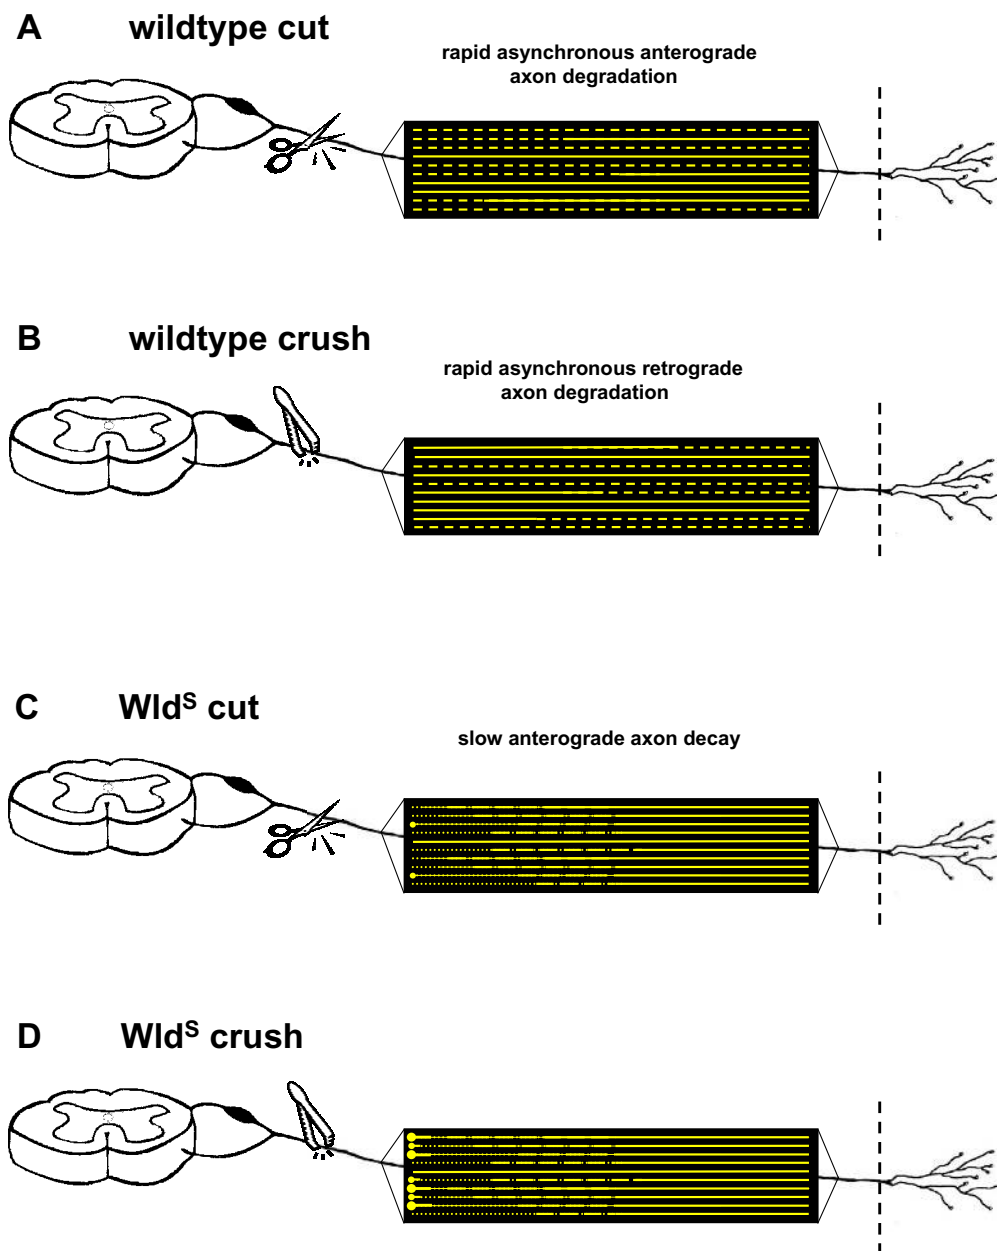 A wildtype cut
rapid asynchronous anterograde
axon degradation
B wildtype crush
rapid asynchronous retrograde
axon degradation
C Wldˢ cut
slow anterograde axon decay
D Wldˢ crush